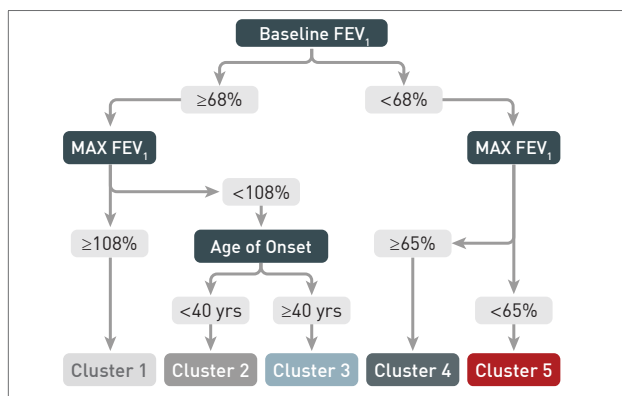 Baseline FEV₁
≥68%
<68%
MAX FEV₁
MAX FEV₁
<108%
≥108%
Age of Onset
≥65%
<40 yrs
≥40 yrs
<65%
Cluster 1
Cluster 2
Cluster 3
Cluster 4
Cluster 5